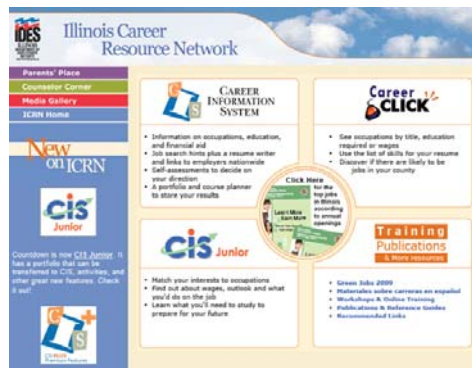 IDES
Illinois Career
Resource Network
Parents' Place
Counselor Corner
Media Gallery
ICRN Home
New
on ICRN
CIS
Junior
Countdown is now CIS Junior. It
has a portfolio that can be
transferred to CIS, activities, and
other great new features. Check
it out!
CAREER
INFORMATION
SYSTEM
• Information on occupations, education,
and financial aid
• Job search hints plus a resume writer
and links to employers nationwide
• Self-assessments to decide on
your direction
• A portfolio and course planner
to store your results
Career
CLICK
• See occupations by title, education
required or wages
• Use the list of skills for your resume
• Discover if there are likely to be
jobs in your county
Click Here
for the
top jobs
in Illinois
according
to annual
openings
Learn More
Earn More
CIS Junior
• Match your interests to occupations
• Find out about wages, outlook and what
you'd do on the job
• Learn what you'll need to study to
prepare for your future
Training
Publications
& More resources
• Green Jobs 2009
• Materiales sobre carreras en español
• Workshops & Online Training
• Publications & Reference Guides
• Recommended Links